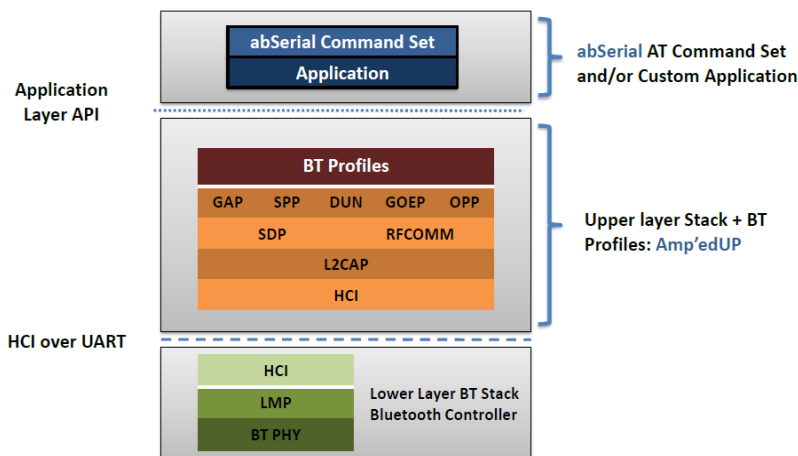 abSerial Command Set
Application
abSerial AT Command Set
and/or Custom Application
Application
Layer API
BT Profiles
GAP SPP DUN GOEP OPP
SDP RFCOMM
L2CAP
HCI
Upper layer Stack + BT
Profiles: Amp'edUP
HCI over UART
HCI
LMP
BT PHY
Lower Layer BT Stack
Bluetooth Controller